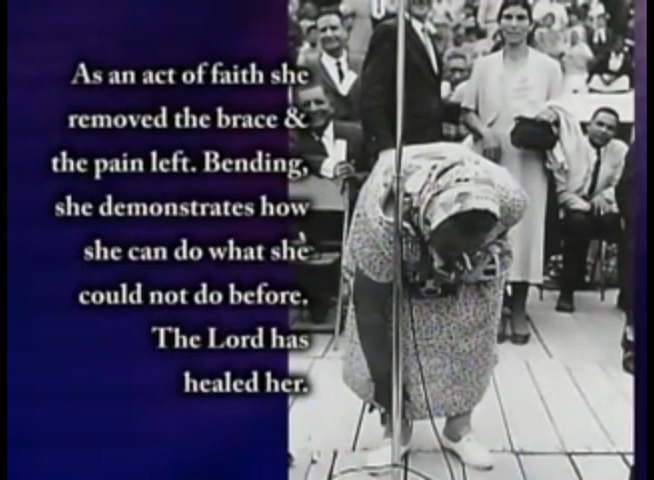 As an act of faith she
removed the brace &
the pain left. Bending,
she demonstrates how
she can do what she
could not do before.
The Lord has
healed her.